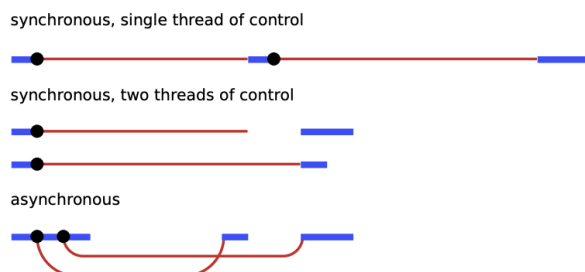 synchronous, single thread of control
synchronous, two threads of control
asynchronous